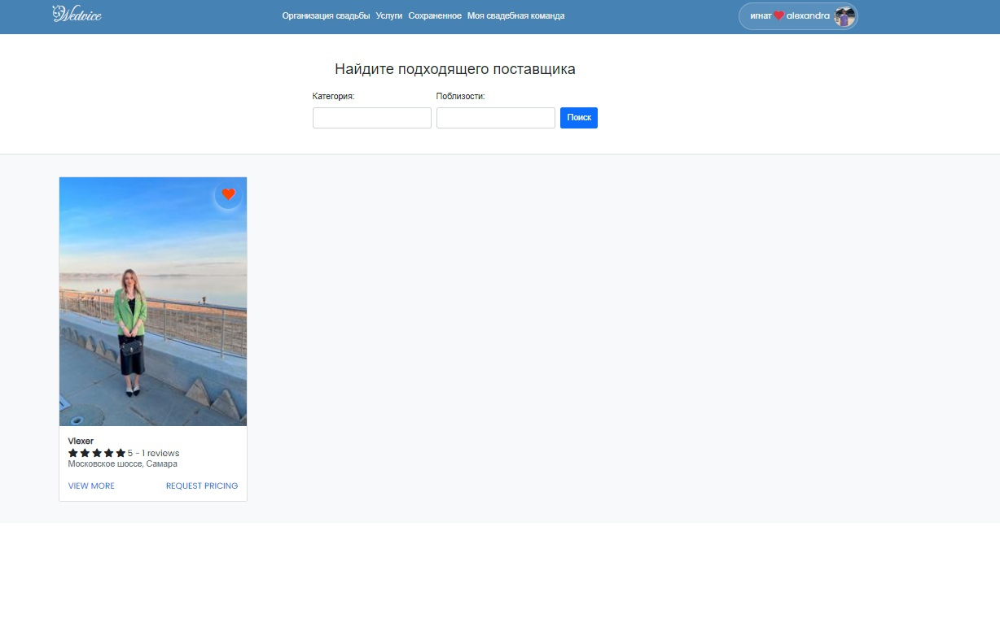 Wedvice
Организация свадьбы Услуги Сохраненное Моя свадебная команда
игнат alexandra
Найдите подходящего поставщика
Категория: Поблизости:
Поиск
Vlexer
5 - 1 reviews
Московское шоссе, Самара
VIEW MORE REQUEST PRICING